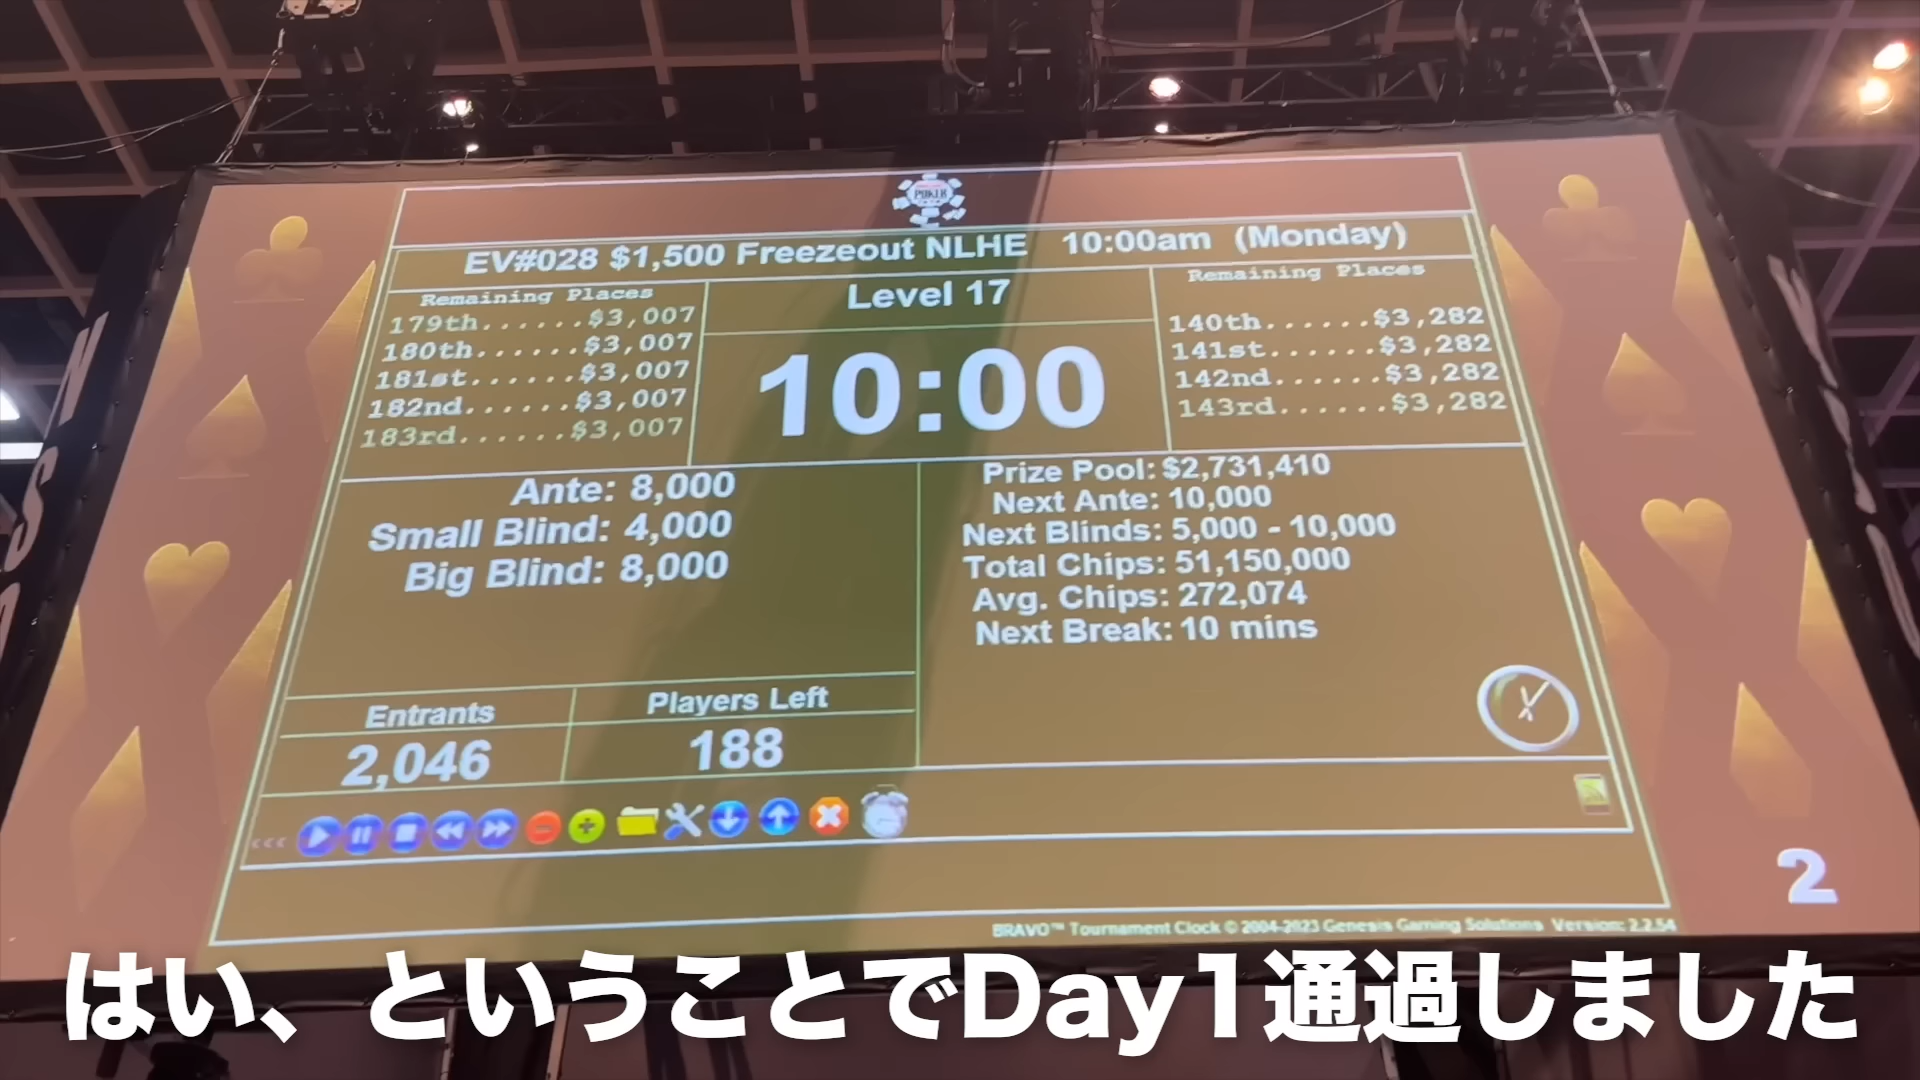 POKER
EV#028 $1,500 Freezeout NLHE 10:00am (Monday)
Remaining Places
179th......$3,007
180th......$3,007
181st......$3,007
182nd......$3,007
183rd......$3,007
Level 17
10:00
Remaining Places
140th......$3,282
141st......$3,282
142nd......$3,282
143rd......$3,282
Ante: 8,000
Small Blind: 4,000
Big Blind: 8,000
Prize Pool: $2,731,410
Next Ante: 10,000
Next Blinds: 5,000 - 10,000
Total Chips: 51,150,000
Avg. Chips: 272,074
Next Break: 10 mins
Entrants
2,046
Players Left
188
<<<
2
BRAVO™ Tournament Clock © 2004-2023 Genesis Gaming Solutions Version: 2.2.54
はい、ということでDay1通過しました